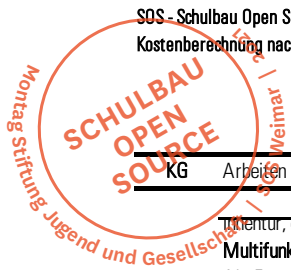 SOS - Schulbau Open S
Kostenberechnung nac
SCHULBAU
OPEN
SOURCE
Montag Stiftung Jugend und Gesellschaft | SOS Weimar | 2021
KG Arbeiten
Inventur,
Multifunk